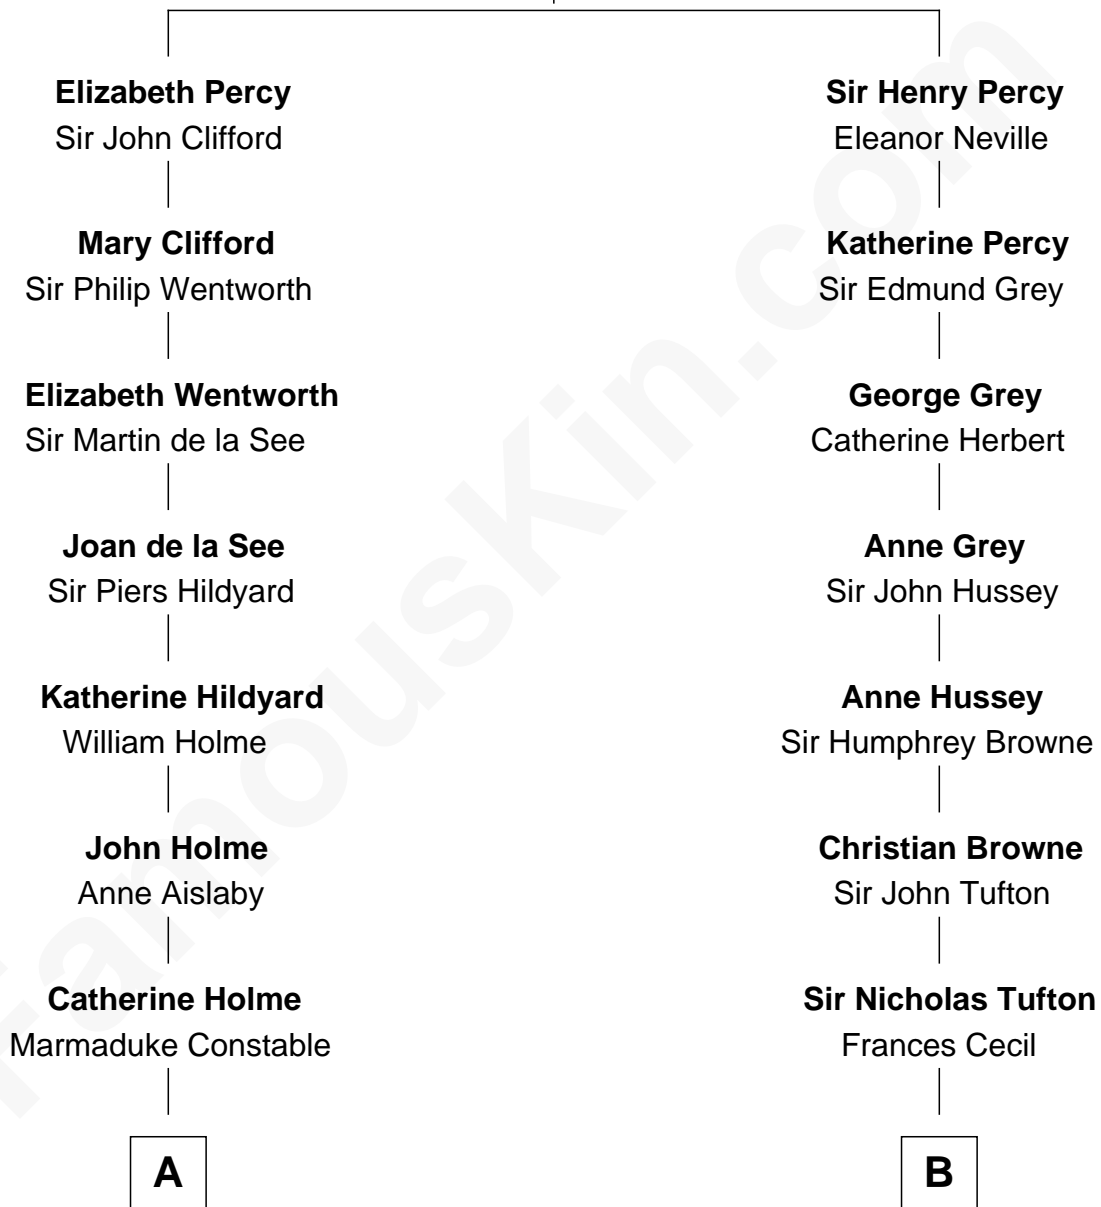 Elizabeth Percy
Sir John Clifford
Mary Clifford
Sir Philip Wentworth
Elizabeth Wentworth
Sir Martin de la See
Joan de la See
Sir Piers Hildyard
Katherine Hildyard
William Holme
John Holme
Anne Aislaby
Catherine Holme
Marmaduke Constable
A
Sir Henry Percy
Eleanor Neville
Katherine Percy
Sir Edmund Grey
George Grey
Catherine Herbert
Anne Grey
Sir John Hussey
Anne Hussey
Sir Humphrey Browne
Christian Browne
Sir John Tufton
Sir Nicholas Tufton
Frances Cecil
B
FamousKin.com